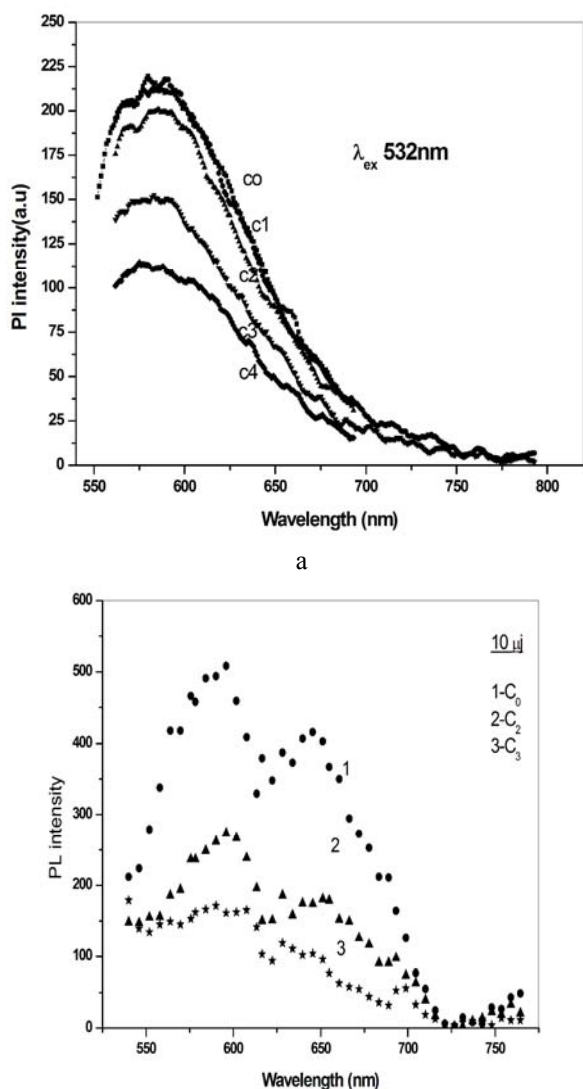 250
225
200
175
150
125
100
75
50
25
0
PI intensity(a.u)
λex 532nm
co
c1
c2
c3
c4
550 600 650 700 750 800
Wavelength (nm)
a
600
500
400
300
200
100
0
PL intensity
10 μj
1-C0
2-C2
3-C3
1
2
3
550 600 650 700 750
Wavelength (nm)